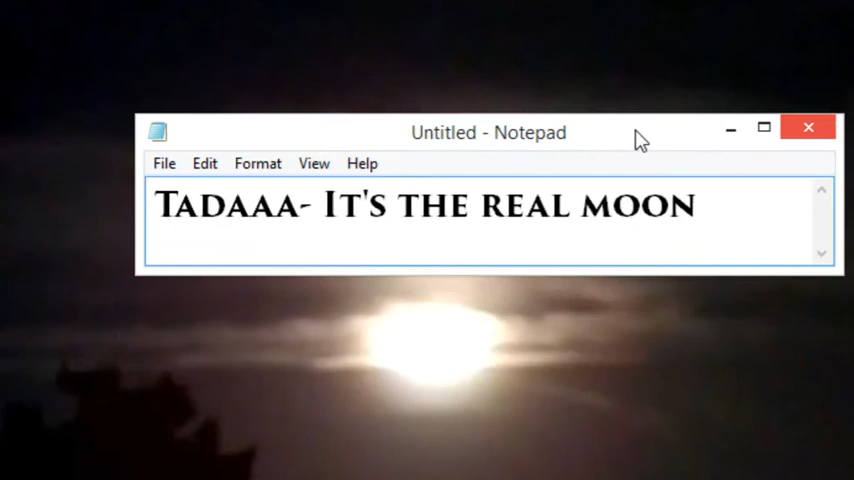 Untitled - Notepad
File Edit Format View Help
Tadaaa- It's the real moon